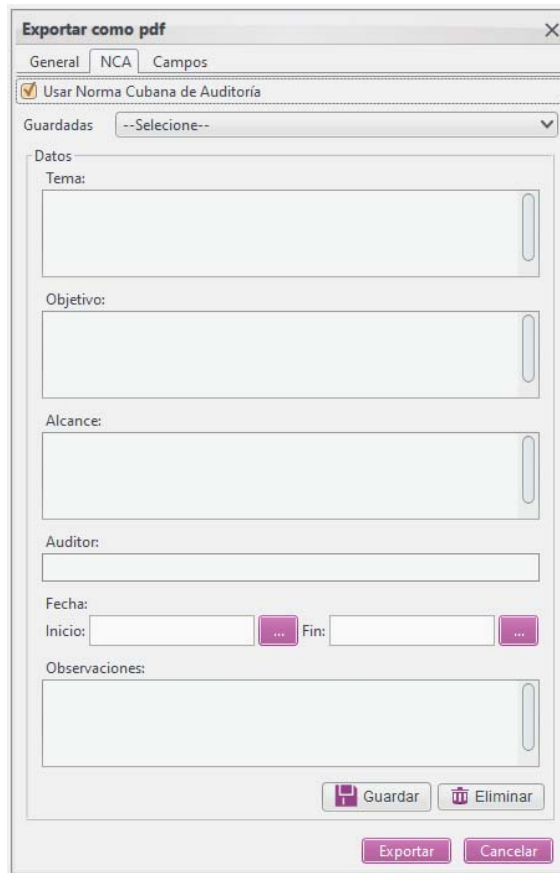 Exportar como pdf
General NCA Campos
Usar Norma Cubana de Auditoría
Guardadas --Selecione--
Datos
Tema:
Objetivo:
Alcance:
Auditor:
Fecha:
Inicio: ... Fin: ...
Observaciones:
Guardar Eliminar
Exportar Cancelar